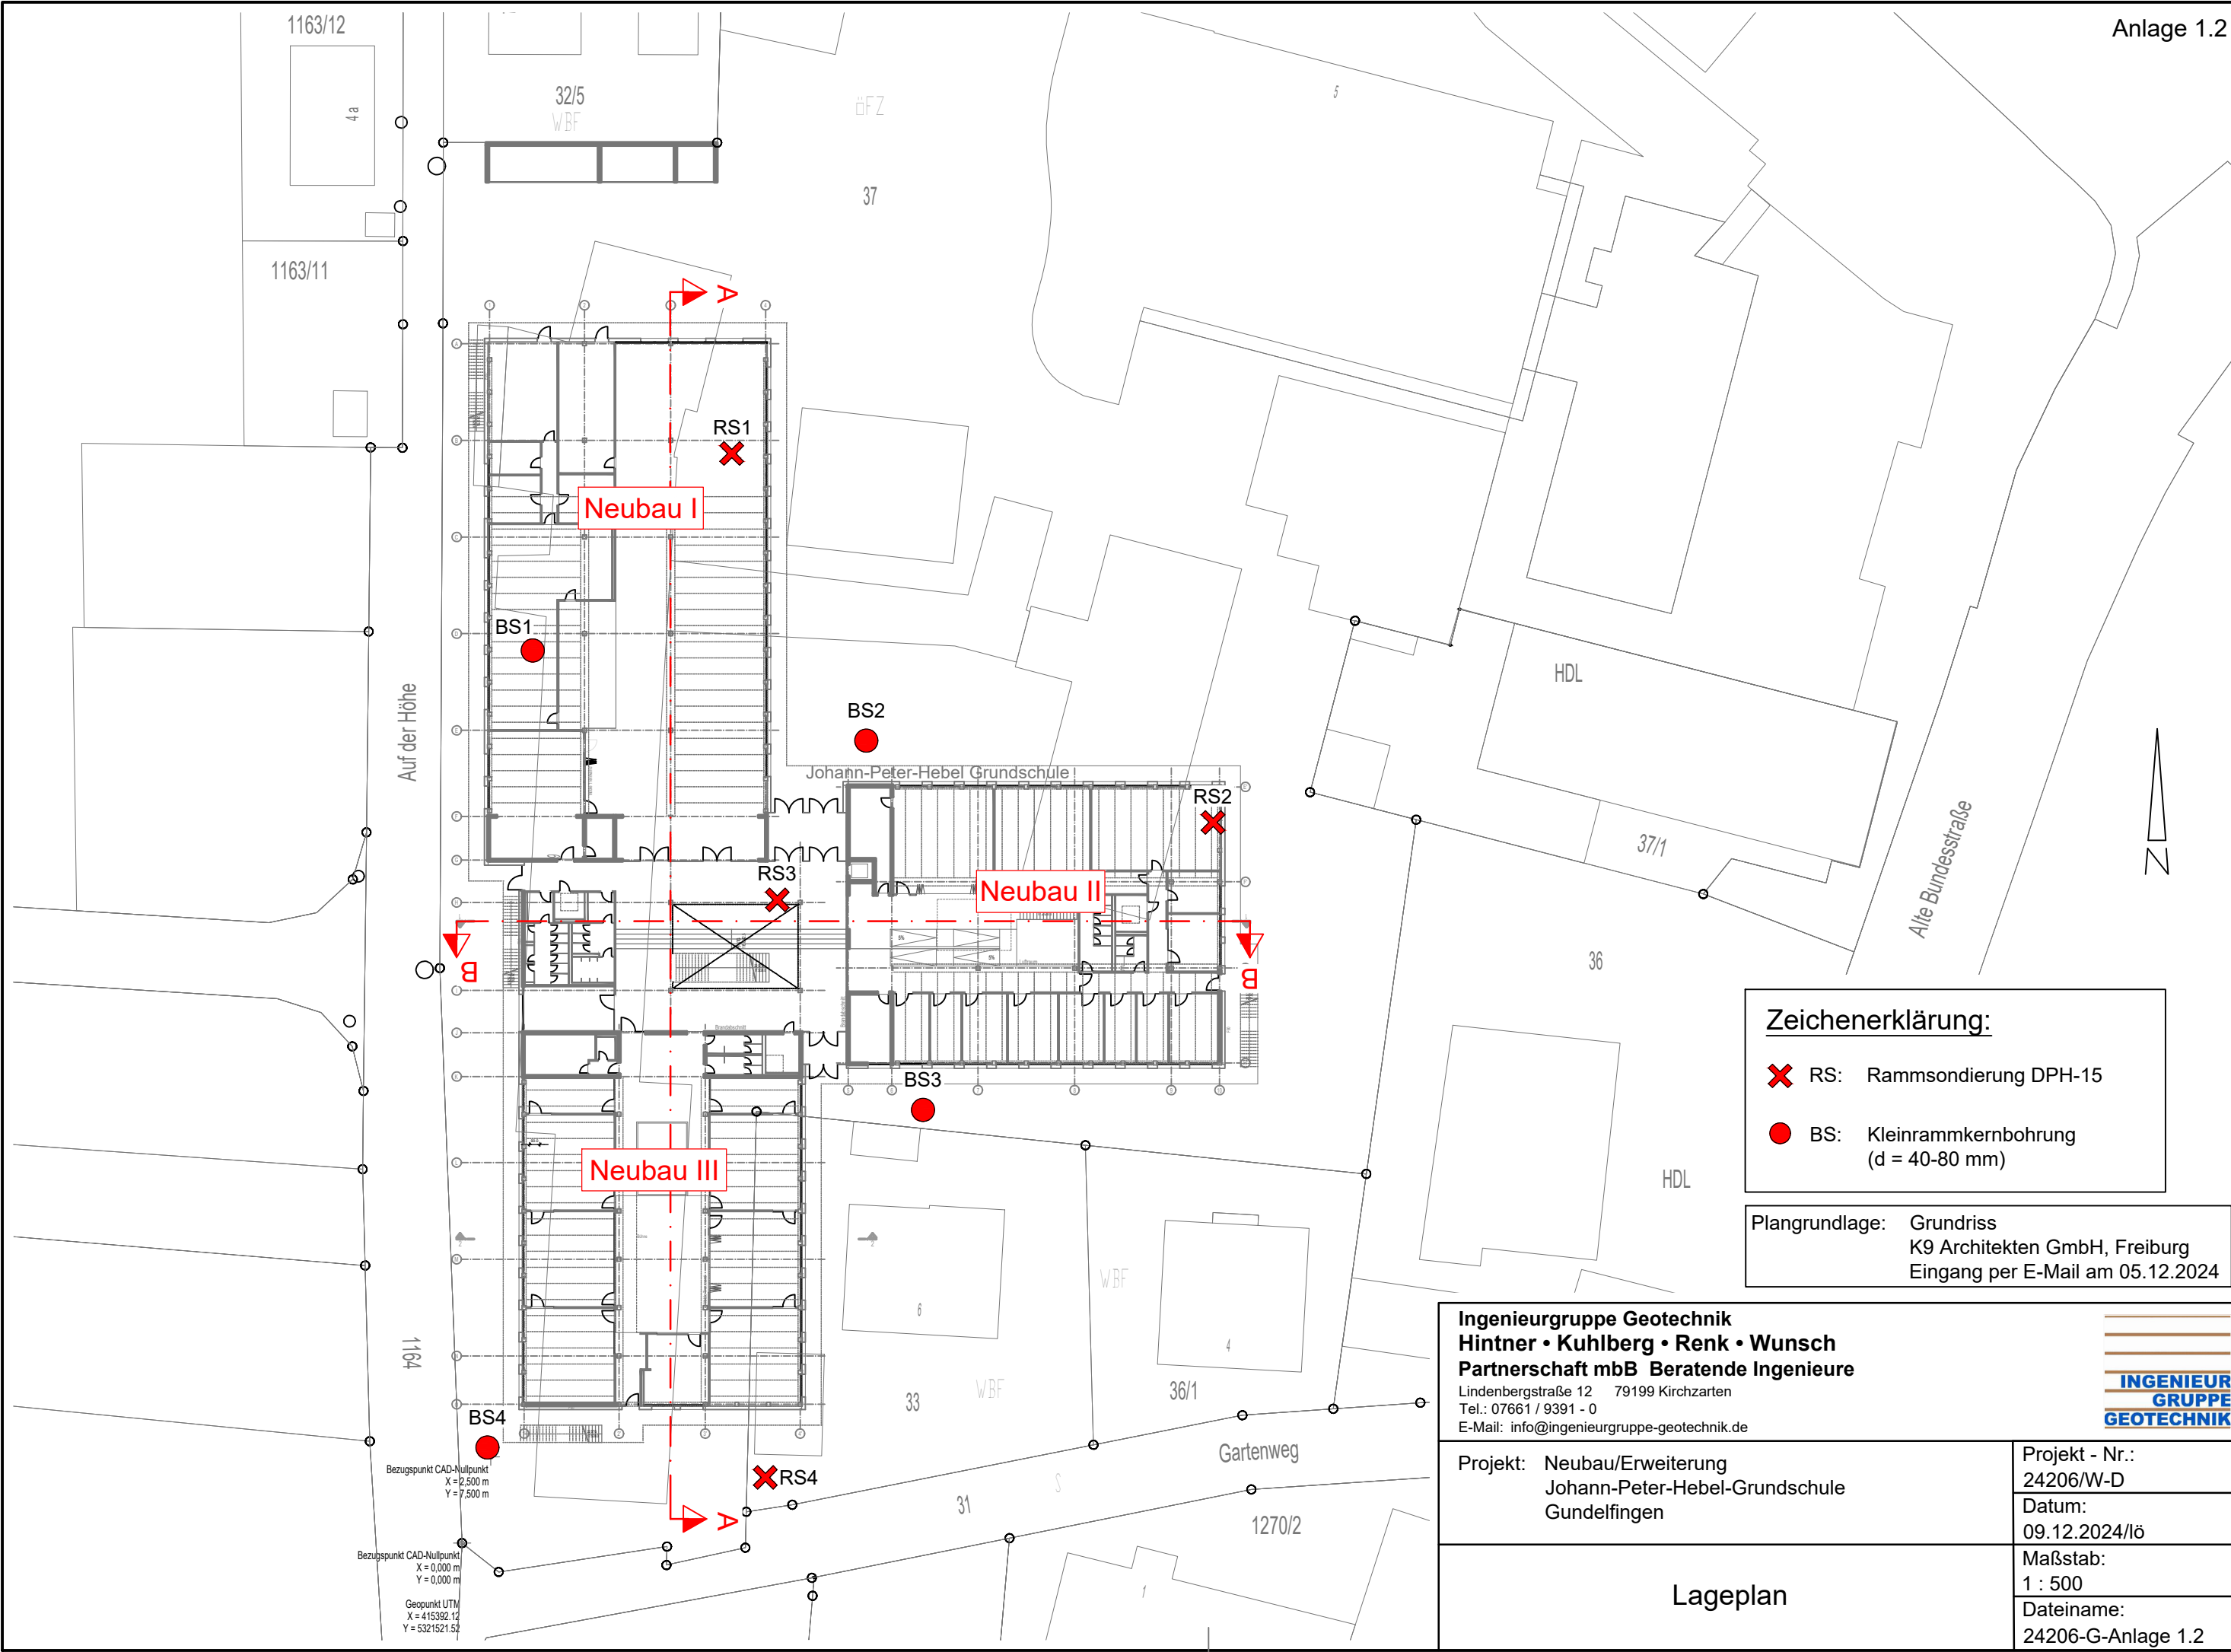 Anlage 1.2
1163/12
4 a
32/5
WBF
öFZ
37
5
1163/11
A
RS1
Neubau I
BS1
Auf der Höhe
BS2
Johann-Peter-Hebel Grundschule
RS2
HDL
37/1
Alte Bundesstraße
N
RS3
Neubau II
B
B
36
BS3
Neubau III
HDL
WBF
6
4
1164
33
WBF
36/1
BS4
RS4
A
Gartenweg
31
S
1270/2
1
Bezugspunkt CAD-Nullpunkt
X = 2,500 m
Y = 7,500 m
Bezugspunkt CAD-Nullpunkt
X = 0,000 m
Y = 0,000 m
Geopunkt UTM
X = 415392.12
Y = 5321521.52
Zeichenerklärung:
RS: Rammsondierung DPH-15
BS: Kleinrammkernbohrung
(d = 40-80 mm)
Plangrundlage: Grundriss
K9 Architekten GmbH, Freiburg
Eingang per E-Mail am 05.12.2024
Ingenieurgruppe Geotechnik
Hintner • Kuhlberg • Renk • Wunsch
Partnerschaft mbB Beratende Ingenieure
Lindenbergstraße 12 79199 Kirchzarten
Tel.: 07661 / 9391 - 0
E-Mail: info@ingenieurgruppe-geotechnik.de
INGENIEUR
GRUPPE
GEOTECHNIK
Projekt: Neubau/Erweiterung
Johann-Peter-Hebel-Grundschule
Gundelfingen
Projekt - Nr.:
24206/W-D
Datum:
09.12.2024/lö
Maßstab:
1 : 500
Lageplan
Dateiname:
24206-G-Anlage 1.2